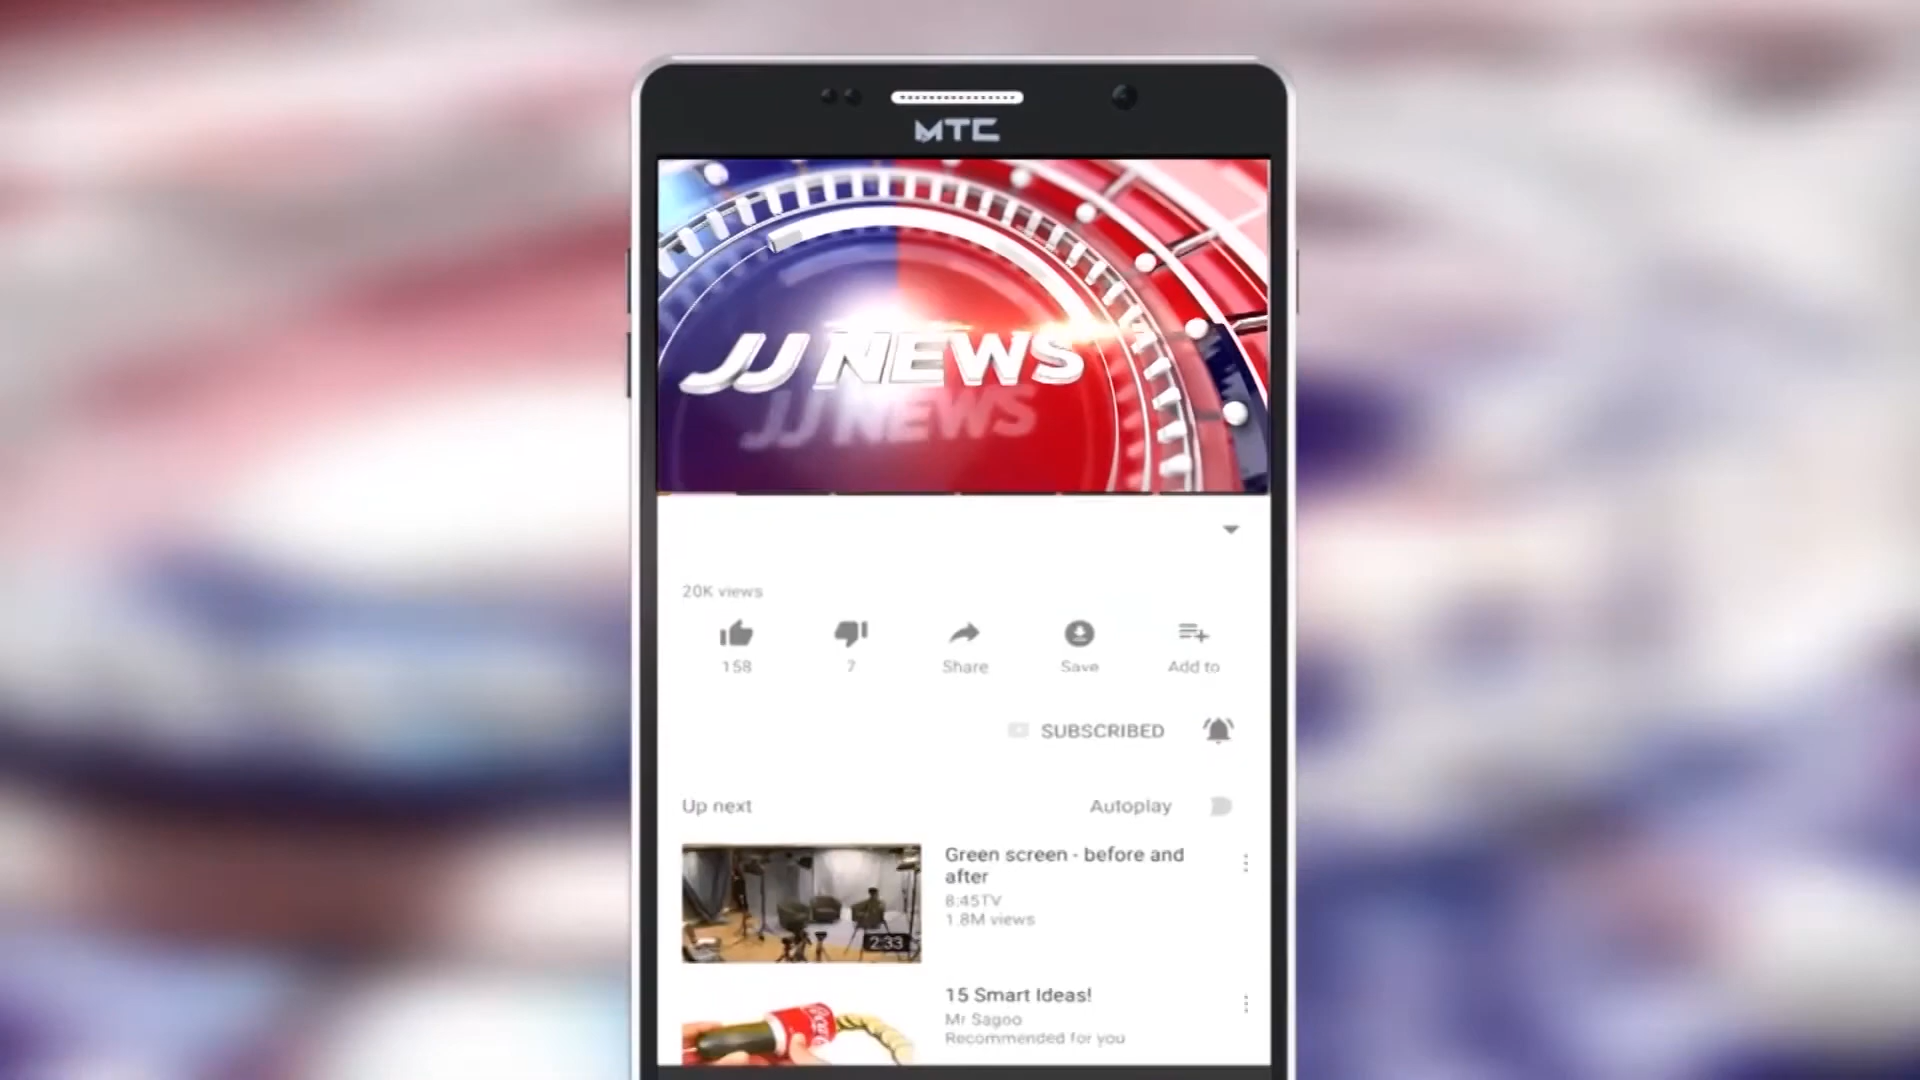 MTC
JJ NEWS
JJ NEWS
20K views
158
7
Share
Save
Add to
SUBSCRIBED
Up next
Autoplay
Green screen - before and
after
8:45TV
1.8M views
2:33
15 Smart Ideas!
Mr Sagoo
Recommended for you